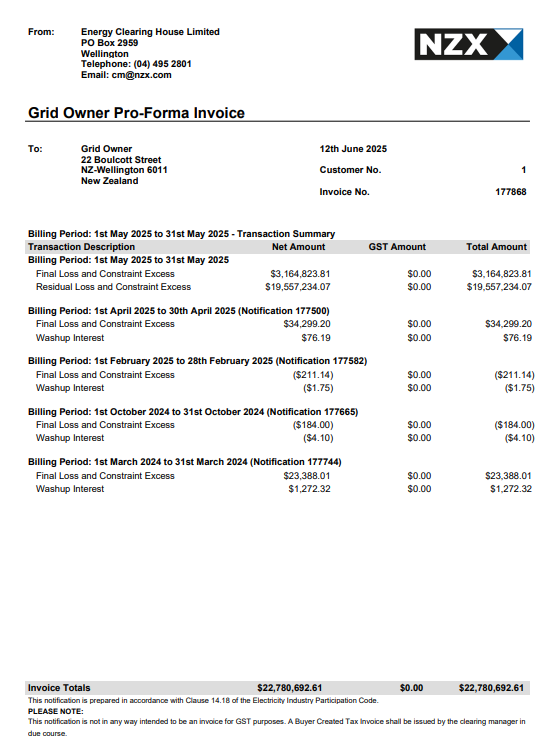 From: Energy Clearing House Limited
PO Box 2959
Wellington
Telephone: (04) 495 2801
Email: cm@nzx.com
NZX
Grid Owner Pro-Forma Invoice
To: Grid Owner 12th June 2025
22 Boulcott Street
NZ-Wellington 6011 Customer No. 1
New Zealand
Invoice No. 177868
Billing Period: 1st May 2025 to 31st May 2025 - Transaction Summary
Transaction Description Net Amount GST Amount Total Amount
Billing Period: 1st May 2025 to 31st May 2025
Final Loss and Constraint Excess $3,164,823.81 $0.00 $3,164,823.81
Residual Loss and Constraint Excess $19,557,234.07 $0.00 $19,557,234.07
Billing Period: 1st April 2025 to 30th April 2025 (Notification 177500)
Final Loss and Constraint Excess $34,299.20 $0.00 $34,299.20
Washup Interest $76.19 $0.00 $76.19
Billing Period: 1st February 2025 to 28th February 2025 (Notification 177582)
Final Loss and Constraint Excess ($211.14) $0.00 ($211.14)
Washup Interest ($1.75) $0.00 ($1.75)
Billing Period: 1st October 2024 to 31st October 2024 (Notification 177665)
Final Loss and Constraint Excess ($184.00) $0.00 ($184.00)
Washup Interest ($4.10) $0.00 ($4.10)
Billing Period: 1st March 2024 to 31st March 2024 (Notification 177744)
Final Loss and Constraint Excess $23,388.01 $0.00 $23,388.01
Washup Interest $1,272.32 $0.00 $1,272.32
Invoice Totals $22,780,692.61 $0.00 $22,780,692.61
This notification is prepared in accordance with Clause 14.18 of the Electricity Industry Participation Code.
PLEASE NOTE:
This notification is not in any way intended to be an invoice for GST purposes. A Buyer Created Tax Invoice shall be issued by the clearing manager in
due course.